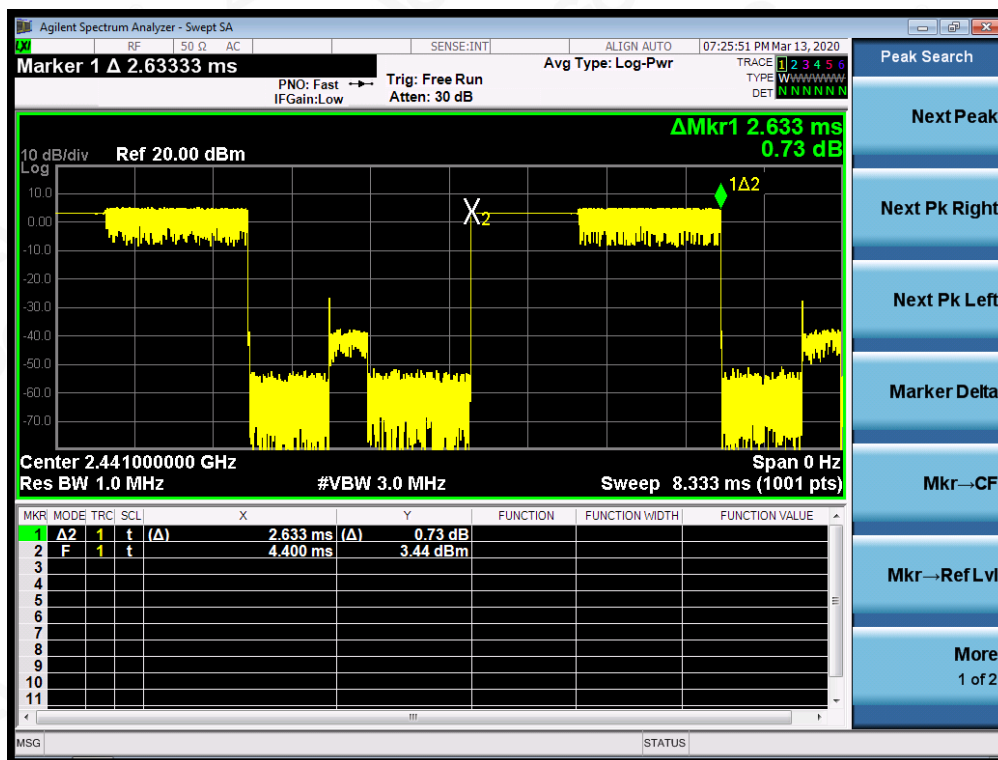 Agilent Spectrum Analyzer - Swept SA
LXI RF 50 Ω AC SENSE:INT ALIGN AUTO 07:25:51 PM Mar 13, 2020
Marker 1 Δ 2.63333 ms
PNO: Fast
IFGain:Low
Trig: Free Run
Atten: 30 dB
Avg Type: Log-Pwr
TRACE 1 2 3 4 5 6
TYPE WWWWWW
DET N N N N N N
ΔMkr1 2.633 ms
0.73 dB
10 dB/div Ref 20.00 dBm
Log
10.0
0.00
-10.0
-20.0
-30.0
-40.0
-50.0
-60.0
-70.0
X2
1Δ2
Center 2.441000000 GHz Span 0 Hz
Res BW 1.0 MHz #VBW 3.0 MHz Sweep 8.333 ms (1001 pts)
MKR MODE TRC SCL X Y FUNCTION FUNCTION WIDTH FUNCTION VALUE
1 Δ2 1 t (Δ) 2.633 ms (Δ) 0.73 dB
2 F 1 t 4.400 ms 3.44 dBm
3
4
5
6
7
8
9
10
11
MSG STATUS
Peak Search
Next Peak
Next Pk Right
Next Pk Left
Marker Delta
Mkr→CF
Mkr→Ref Lvl
More
1 of 2